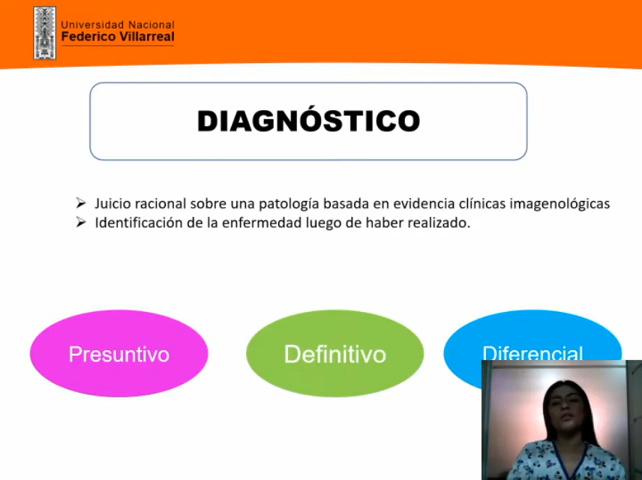 Universidad Nacional
Federico Villarreal
DIAGNÓSTICO
Juicio racional sobre una patología basada en evidencia clínicas imagenológicas
Identificación de la enfermedad luego de haber realizado.
Presuntivo
Definitivo
Diferencial